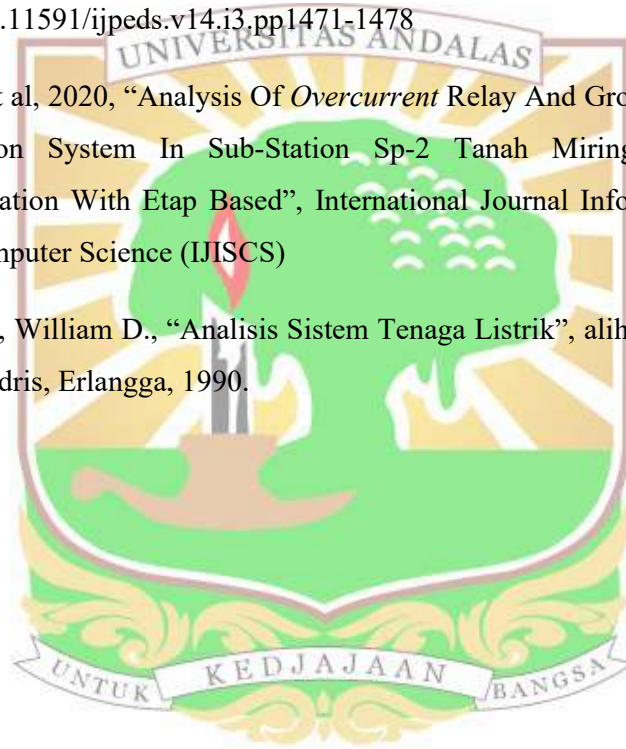 .11591/ijpeds.v14.i3.pp1471-1478
UNIVERSITAS ANDALAS
t al, 2020, “Analysis Of Overcurrent Relay And Gro
on System In Sub-Station Sp-2 Tanah Miring
ation With Etap Based”, International Journal Info
mputer Science (IJISCS)
, William D., “Analisis Sistem Tenaga Listrik”, alih
dris, Erlangga, 1990.
UNTUK KEDJAJAAN BANGSA